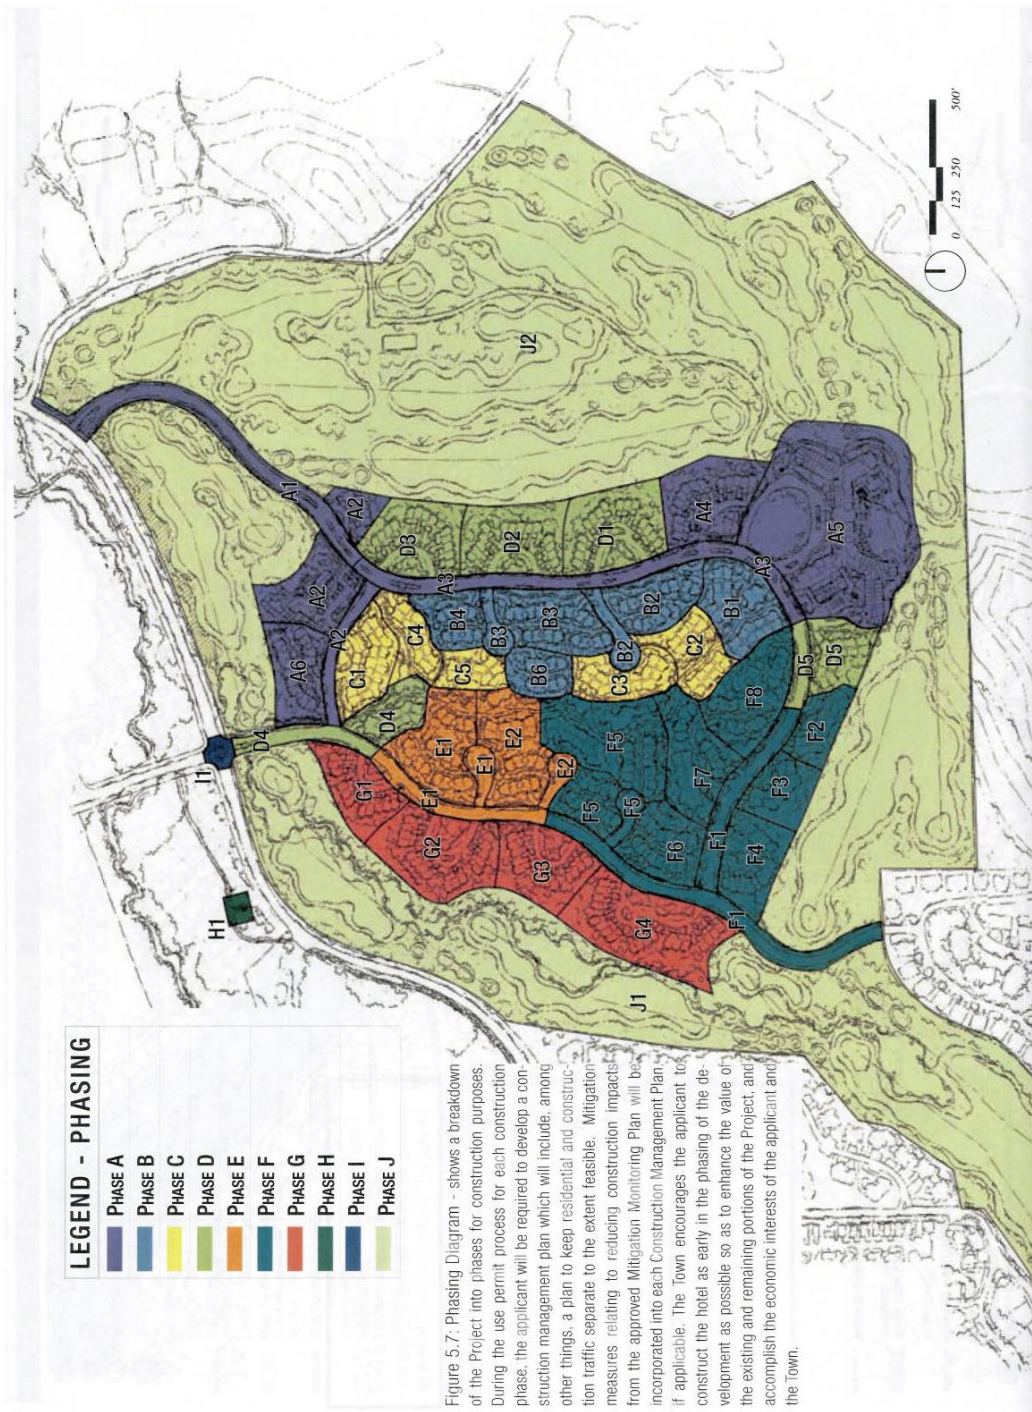 LEGEND - PHASING
PHASE A
PHASE B
PHASE C
PHASE D
PHASE E
PHASE F
PHASE G
PHASE H
PHASE I
PHASE J
Figure 5.7: Phasing Diagram - shows a breakdown
of the Project into phases for construction purposes.
During the use permit process for each construction
phase, the applicant will be required to develop a con-
struction management plan which will include, among
other things, a plan to keep residential and construc-
tion traffic separate to the extent feasible. Mitigation
measures relating to reducing construction impacts
from the approved Mitigation Monitoring Plan will be
incorporated into each Construction Management Plan,
if applicable. The Town encourages the applicant to
construct the hotel as early in the phasing of the de-
velopment as possible so as to enhance the value of
the existing and remaining portions of the Project, and
accomplish the economic interests of the applicant and
the Town.
H1
I1
D4
J1
G1
G2
G3
G4
E1
E1
E1
E2
E2
D4
A6
A2
A2
A2
A1
A3
C1
C4
C5
B4
B3
B3
B6
B2
B2
B1
C3
C2
D3
D2
D1
A4
A3
A5
D5
D5
F5
F5
F5
F6
F7
F8
F1
F1
F2
F3
F4
J2
0 125 250 500'